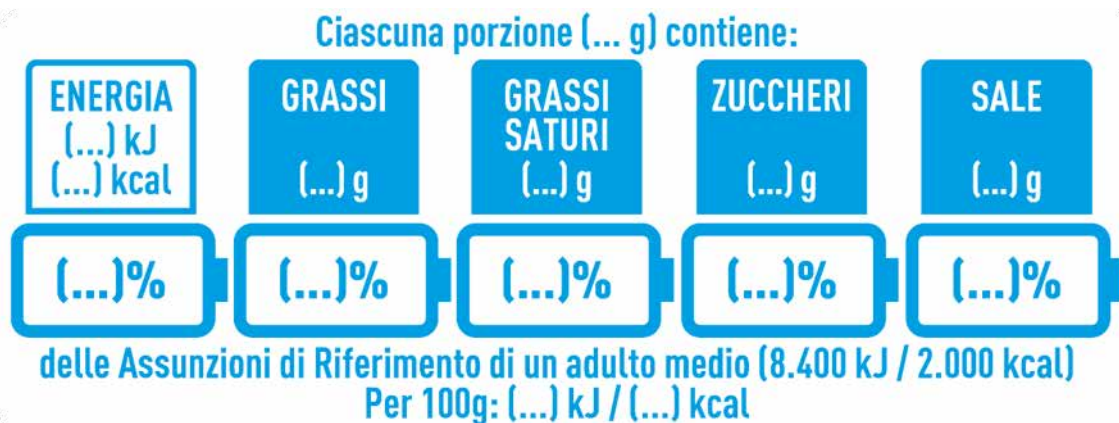 Ciascuna porzione (... g) contiene:
ENERGIA
(...) kJ
(...) kcal
GRASSI
(...) g
GRASSI
SATURI
(...) g
ZUCCHERI
(...) g
SALE
(...) g
(...)%
(...)%
(...)%
(...)%
(...)%
delle Assunzioni di Riferimento di un adulto medio (8.400 kJ / 2.000 kcal)
Per 100g: (...) kJ / (...) kcal